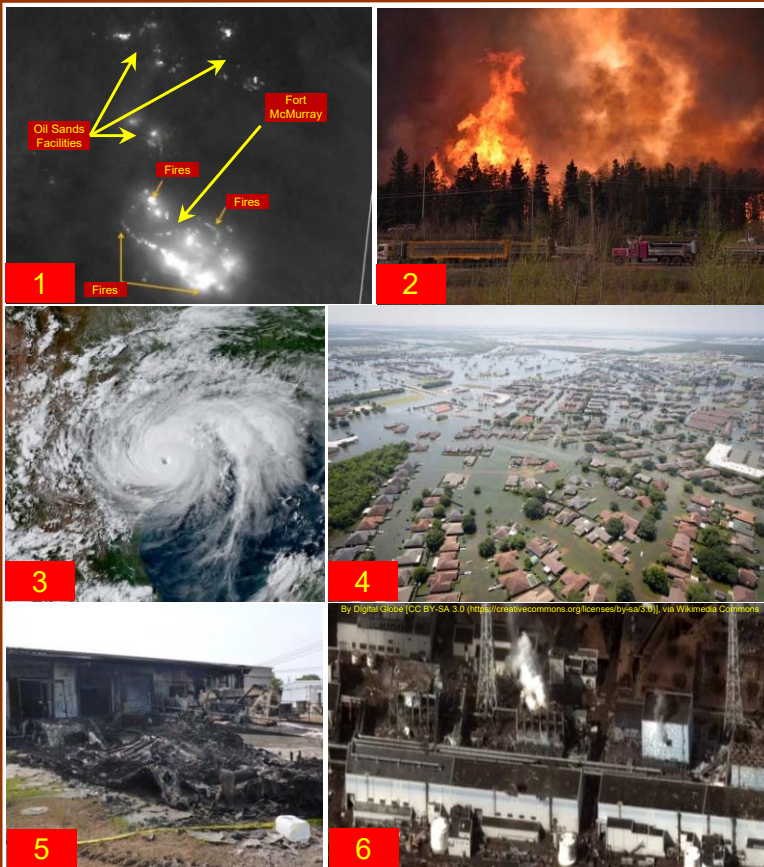 Oil Sands
Facilities
Fort
McMurray
Fires
Fires
Fires
1
2
3
4
By Digital Globe [CC BY-SA 3.0 (https://creativecommons.org/licenses/by-sa/3.0)], via Wikimedia Commons
5
6